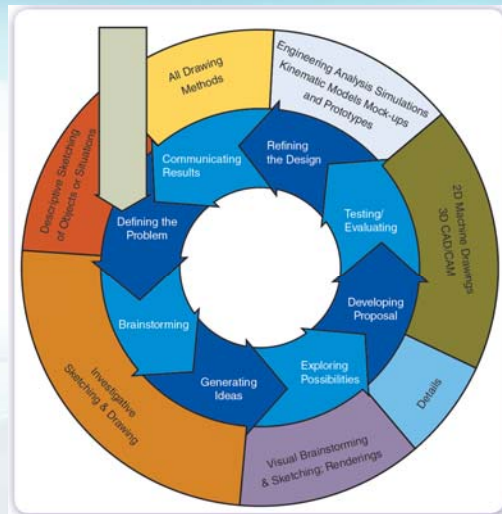 All Drawing
Methods
Engineering Analysis Simulations
Kinematic Models Mock-ups
and Prototypes
Descriptive Sketching
of Objects or Situations
2D Machine Drawings
3D CAD/CAM
Communicating
Results
Refining
the Design
Defining the
Problem
Testing/
Evaluating
Brainstorming
Developing
Proposal
Generating
Ideas
Exploring
Possibilities
Investigative
Sketching & Drawing
Details
Visual Brainstorming
& Sketching; Renderings